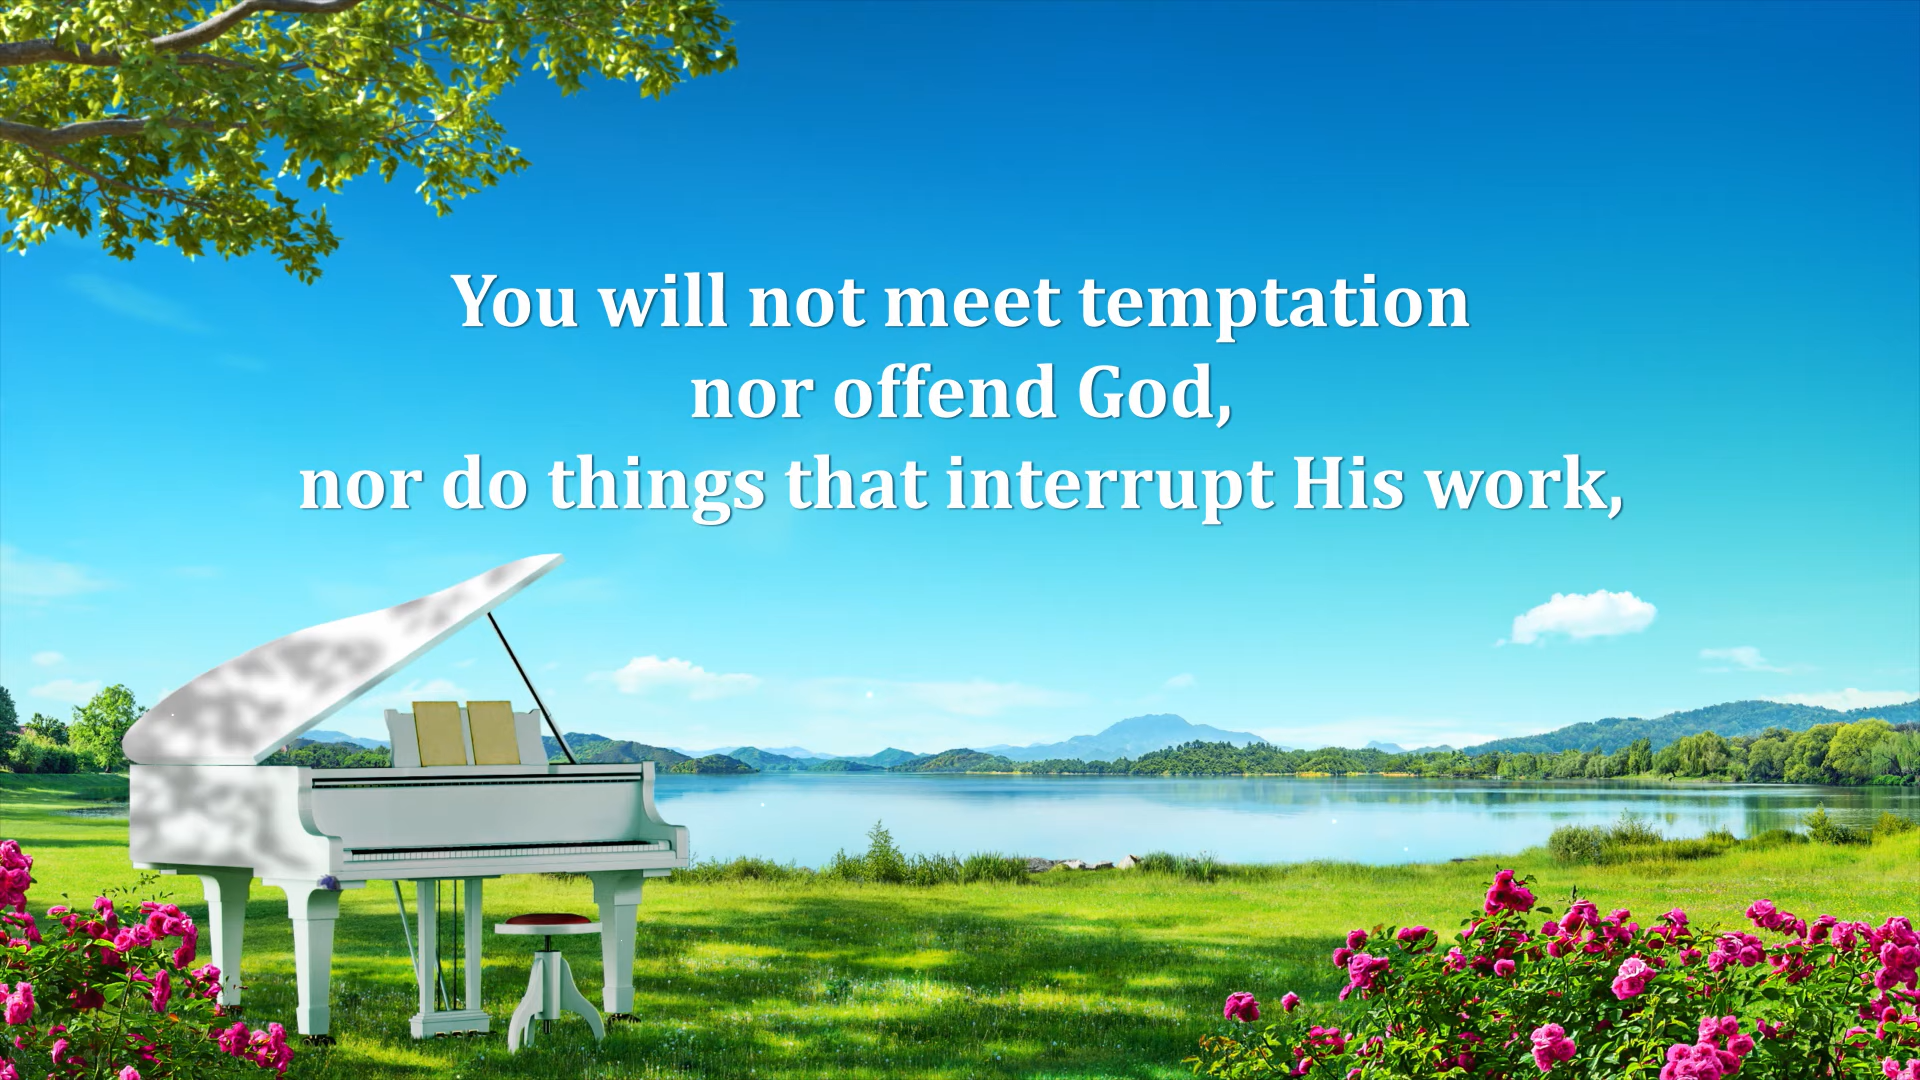 You will not meet temptation
nor offend God,
nor do things that interrupt His work,